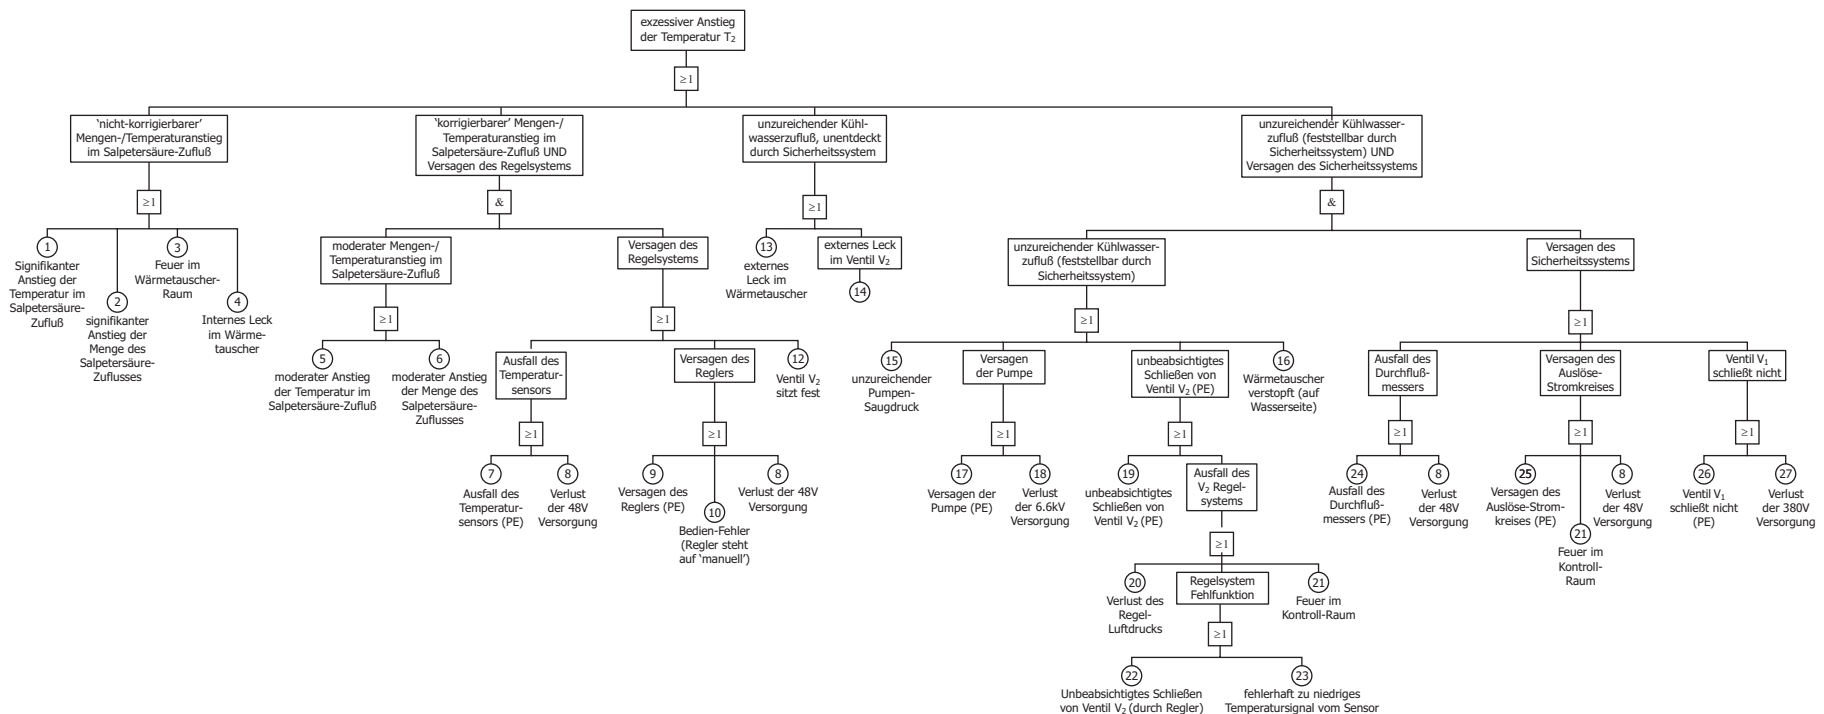 exzessiver Anstieg
der Temperatur T₂
≥1
'nicht-korrigierbarer'
Mengen-/Temperaturanstieg
im Salpetersäure-Zufluß
'korrigierbarer' Mengen-/
Temperaturanstieg im
Salpetersäure-Zufluß UND
Versagen des Regelsystems
unzureichender Kühl-
wasserzufluß, unentdeckt
durch Sicherheitssystem
unzureichender Kühlwasser-
zufluß (feststellbar durch
Sicherheitssystem) UND
Versagen des Sicherheitssystems
≥1
&
≥1
&
1
Signifikanter
Anstieg der
Temperatur im
Salpetersäure-
Zufluß
2
signifikanter
Anstieg der
Menge des
Salpetersäure-
Zuflusses
3
Feuer im
Wärmetauscher-
Raum
4
Internes Leck
im Wärme-
tauscher
moderater Mengen-/
Temperaturanstieg im
Salpetersäure-Zufluß
Versagen des
Regelsystems
13
externes
Leck im
Wärmetauscher
externes Leck
im Ventil V₂
14
unzureichender Kühlwasser-
zufluß (feststellbar durch
Sicherheitssystem)
Versagen des
Sicherheitssystems
≥1
≥1
≥1
≥1
5
moderater Anstieg
der Temperatur im
Salpetersäure-Zufluß
6
moderater Anstieg
der Menge des
Salpetersäure-
Zuflusses
Ausfall des
Temperatur-
sensors
Versagen des
Reglers
12
Ventil V₂
sitzt fest
15
unzureichender
Pumpen-
Saugdruck
Versagen
der Pumpe
unbeabsichtigtes
Schließen von
Ventil V₂ (PE)
16
Wärmetauscher
verstopft (auf
Wasserseite)
Ausfall des
Durchfluß-
messers
Versagen des
Auslöse-
Stromkreises
Ventil V₁
schließt nicht
≥1
≥1
≥1
≥1
≥1
≥1
≥1
7
Ausfall des
Temperatur-
sensors (PE)
8
Verlust
der 48V
Versorgung
9
Versagen des
Reglers (PE)
10
Bedien-Fehler
(Regler steht
auf 'manuell')
8
Verlust der 48V
Versorgung
17
Versagen der
Pumpe (PE)
18
Verlust
der 6.6kV
Versorgung
19
unbeabsichtigtes
Schließen von
Ventil V₂ (PE)
Ausfall des
V₂ Regel-
systems
24
Ausfall des
Durchfluß-
messers (PE)
8
Verlust
der 48V
Versorgung
25
Versagen des
Auslöse-Strom-
kreises (PE)
21
Feuer im
Kontroll-
Raum
8
Verlust
der 48V
Versorgung
26
Ventil V₁
schließt nicht
(PE)
27
Verlust
der 380V
Versorgung
≥1
20
Verlust des
Regel-
Luftdrucks
Regelsystem
Fehlfunktion
21
Feuer im
Kontroll-Raum
≥1
22
Unbeabsichtigtes Schließen
von Ventil V₂ (durch Regler)
23
fehlerhaft zu niedriges
Temperatursignal vom Sensor